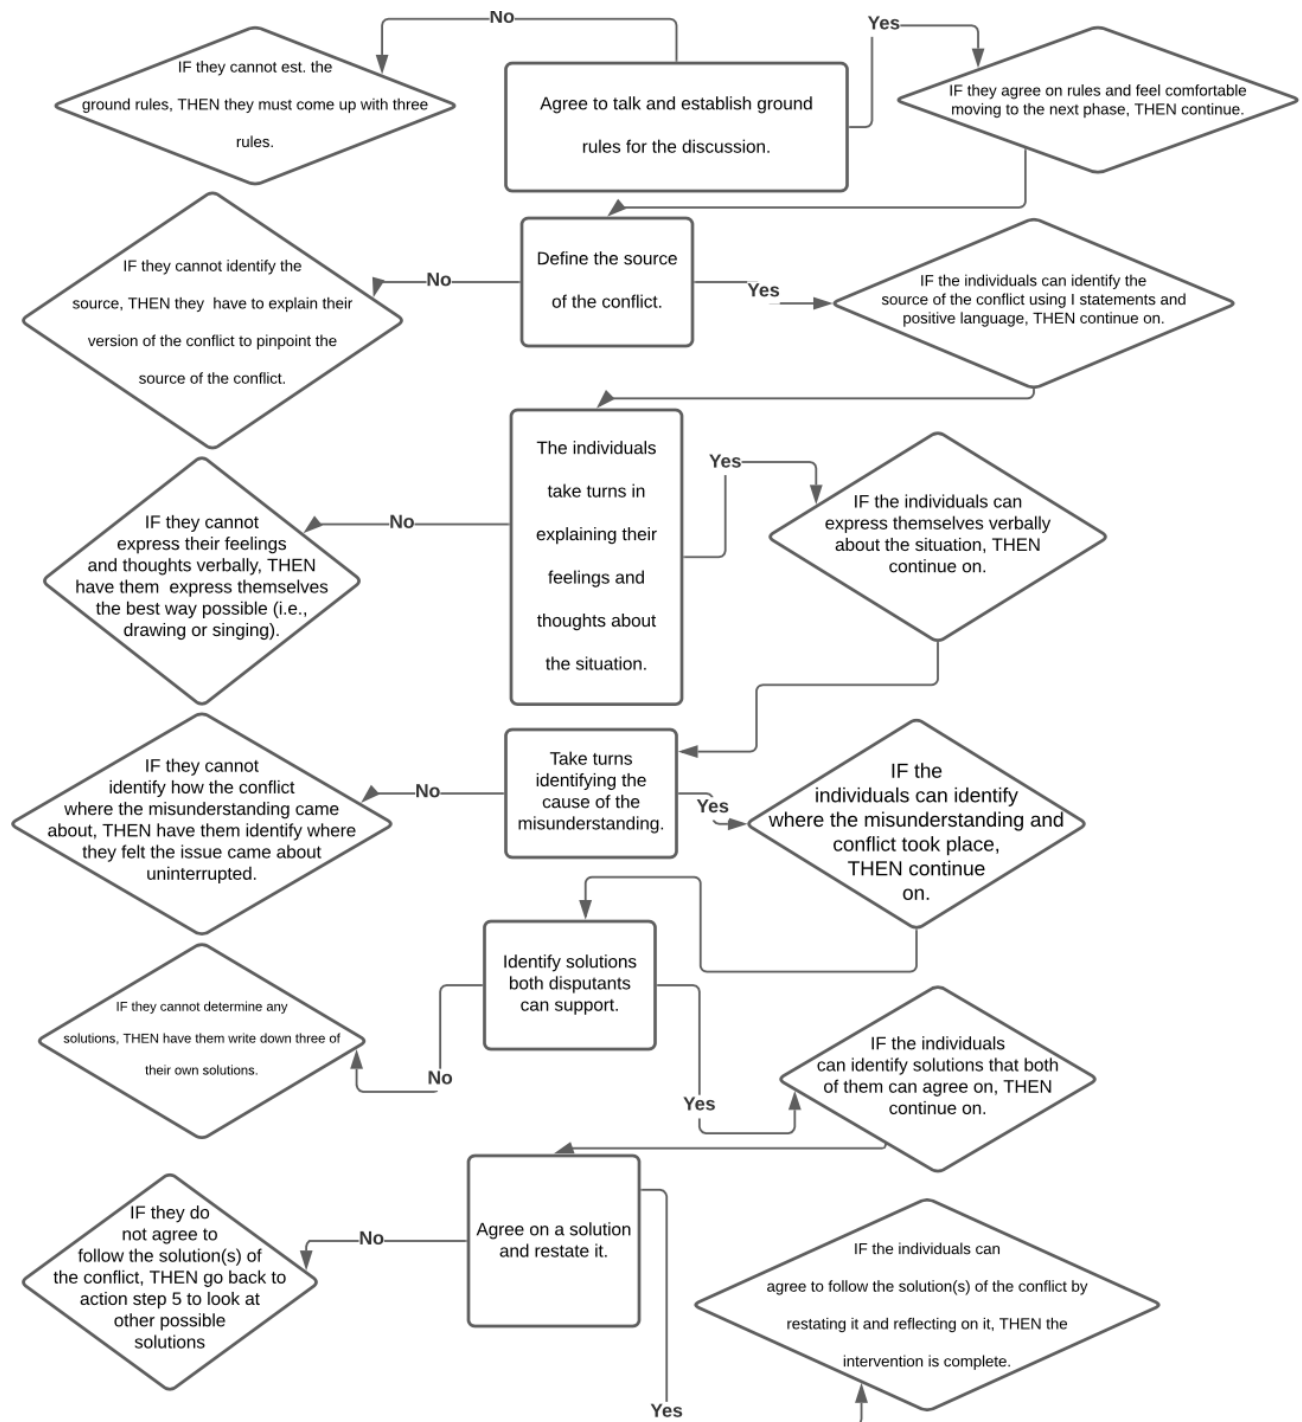 No
Yes
IF they cannot est. the
ground rules, THEN they must come up with three
rules.
Agree to talk and establish ground
rules for the discussion.
IF they agree on rules and feel comfortable
moving to the next phase, THEN continue.
IF they cannot identify the
source, THEN they  have to explain their
version of the conflict to pinpoint the
source of the conflict.
No
Define the source
of the conflict.
Yes
IF the individuals can identify the
source of the conflict using I statements and
positive language, THEN continue on.
IF they cannot
express their feelings
and thoughts verbally, THEN
have them  express themselves
the best way possible (i.e.,
drawing or singing).
No
The individuals
take turns in
explaining their
feelings and
thoughts about
the situation.
Yes
IF the individuals can
express themselves verbally
about the situation, THEN
continue on.
IF they cannot
identify how the conflict
where the misunderstanding came
about, THEN have them identify where
they felt the issue came about
uninterrupted.
No
Take turns
identifying the
cause of the
misunderstanding.
Yes
IF the
individuals can identify
where the misunderstanding and
conflict took place,
THEN continue
on.
IF they cannot determine any
solutions, THEN have them write down three of
their own solutions.
No
Identify solutions
both disputants
can support.
Yes
IF the individuals
can identify solutions that both
of them can agree on, THEN
continue on.
IF they do
not agree to
follow the solution(s) of
the conflict, THEN go back to
action step 5 to look at
other possible
solutions
No
Agree on a solution
and restate it.
Yes
IF the individuals can
agree to follow the solution(s) of the conflict by
restating it and reflecting on it, THEN the
intervention is complete.